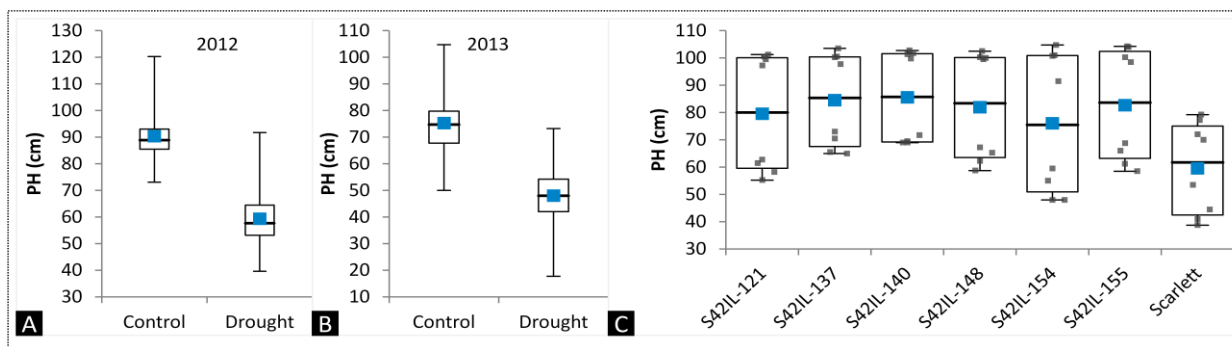 2012
PH (cm)
130
120
110
100
90
80
70
60
50
40
30
Control Drought
A
2013
PH (cm)
110
100
90
80
70
60
50
40
30
20
10
Control Drought
B
PH (cm)
110
100
90
80
70
60
50
40
30
S42IL-121
S42IL-137
S42IL-140
S42IL-148
S42IL-154
S42IL-155
Scarlett
C